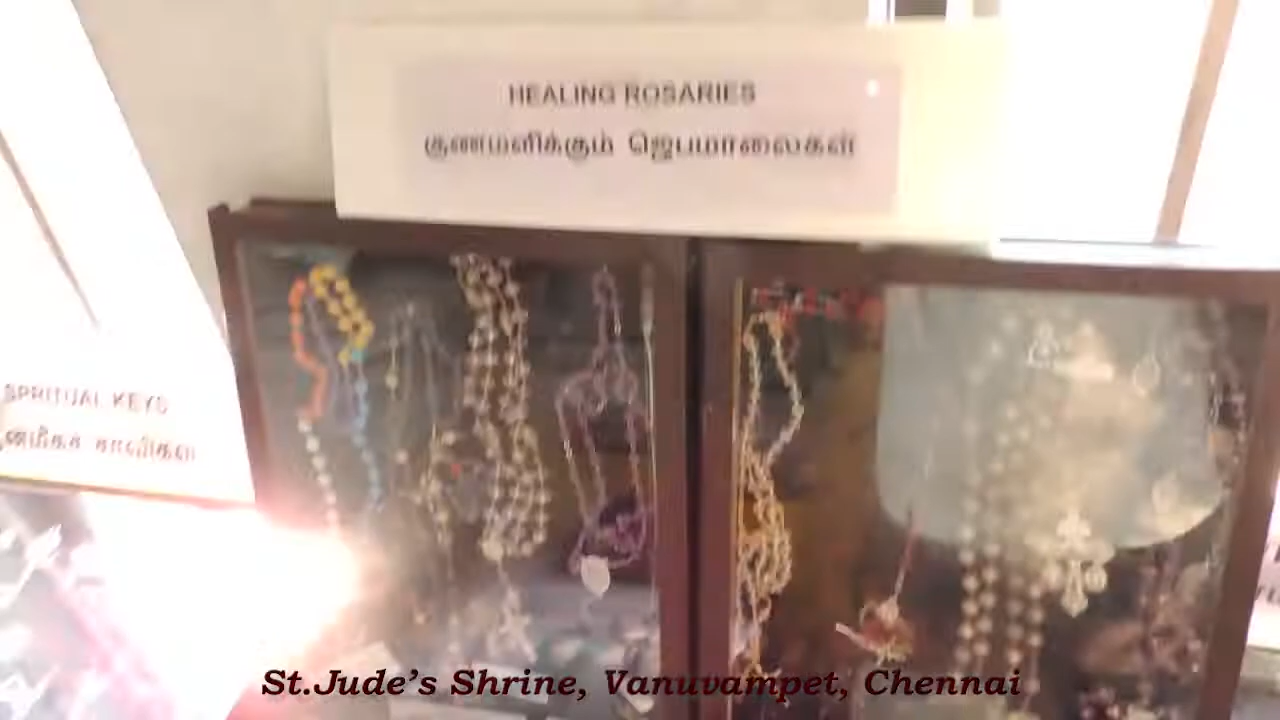 HEALING ROSARIES
குணமளிக்கும் ஜெபமாலைகள்
SPRITUAL KEYS
St.Jude's Shrine, Vanuvampet, Chennai